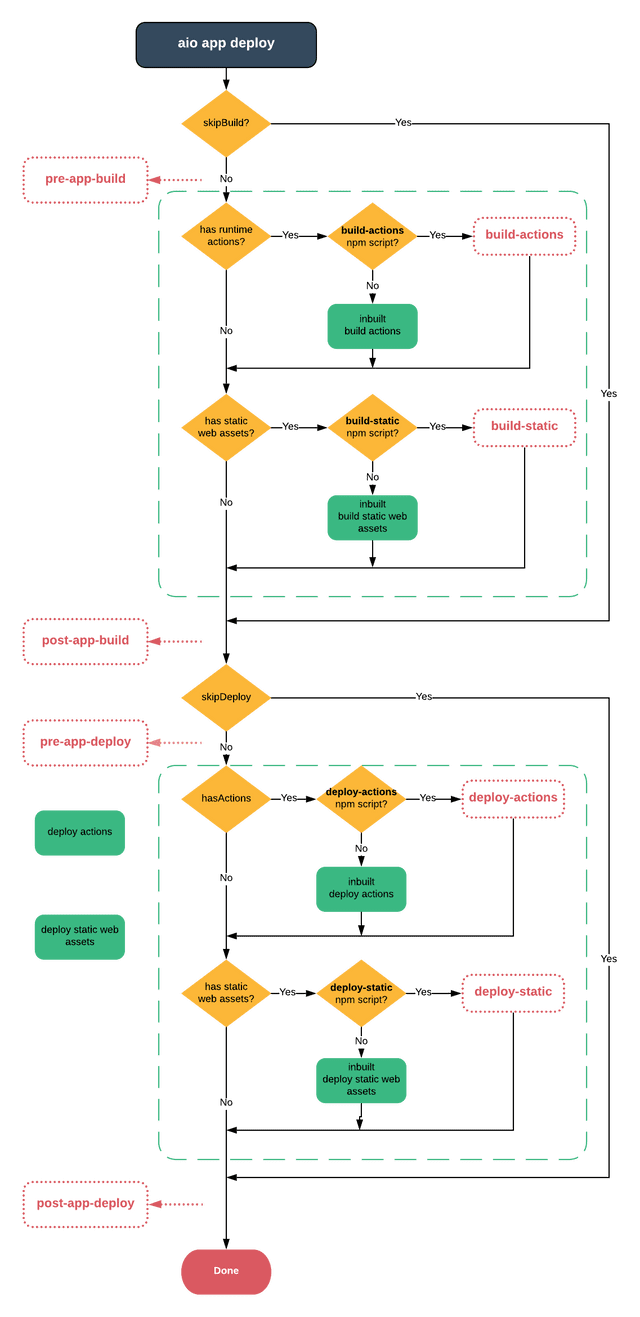 aio app deploy
skipBuild?
Yes
No
pre-app-build
has runtime
actions?
Yes
build-actions
npm script?
Yes
build-actions
No
inbuilt
build actions
No
Yes
has static
web assets?
Yes
build-static
npm script?
Yes
build-static
No
inbuilt
build static web
assets
No
post-app-build
skipDeploy
Yes
No
pre-app-deploy
hasActions
Yes
deploy-actions
npm script?
Yes
deploy-actions
deploy actions
No
inbuilt
deploy actions
No
deploy static web
assets
Yes
has static
web assets?
Yes
deploy-static
npm script?
Yes
deploy-static
No
inbuilt
deploy static web
assets
No
post-app-deploy
Done